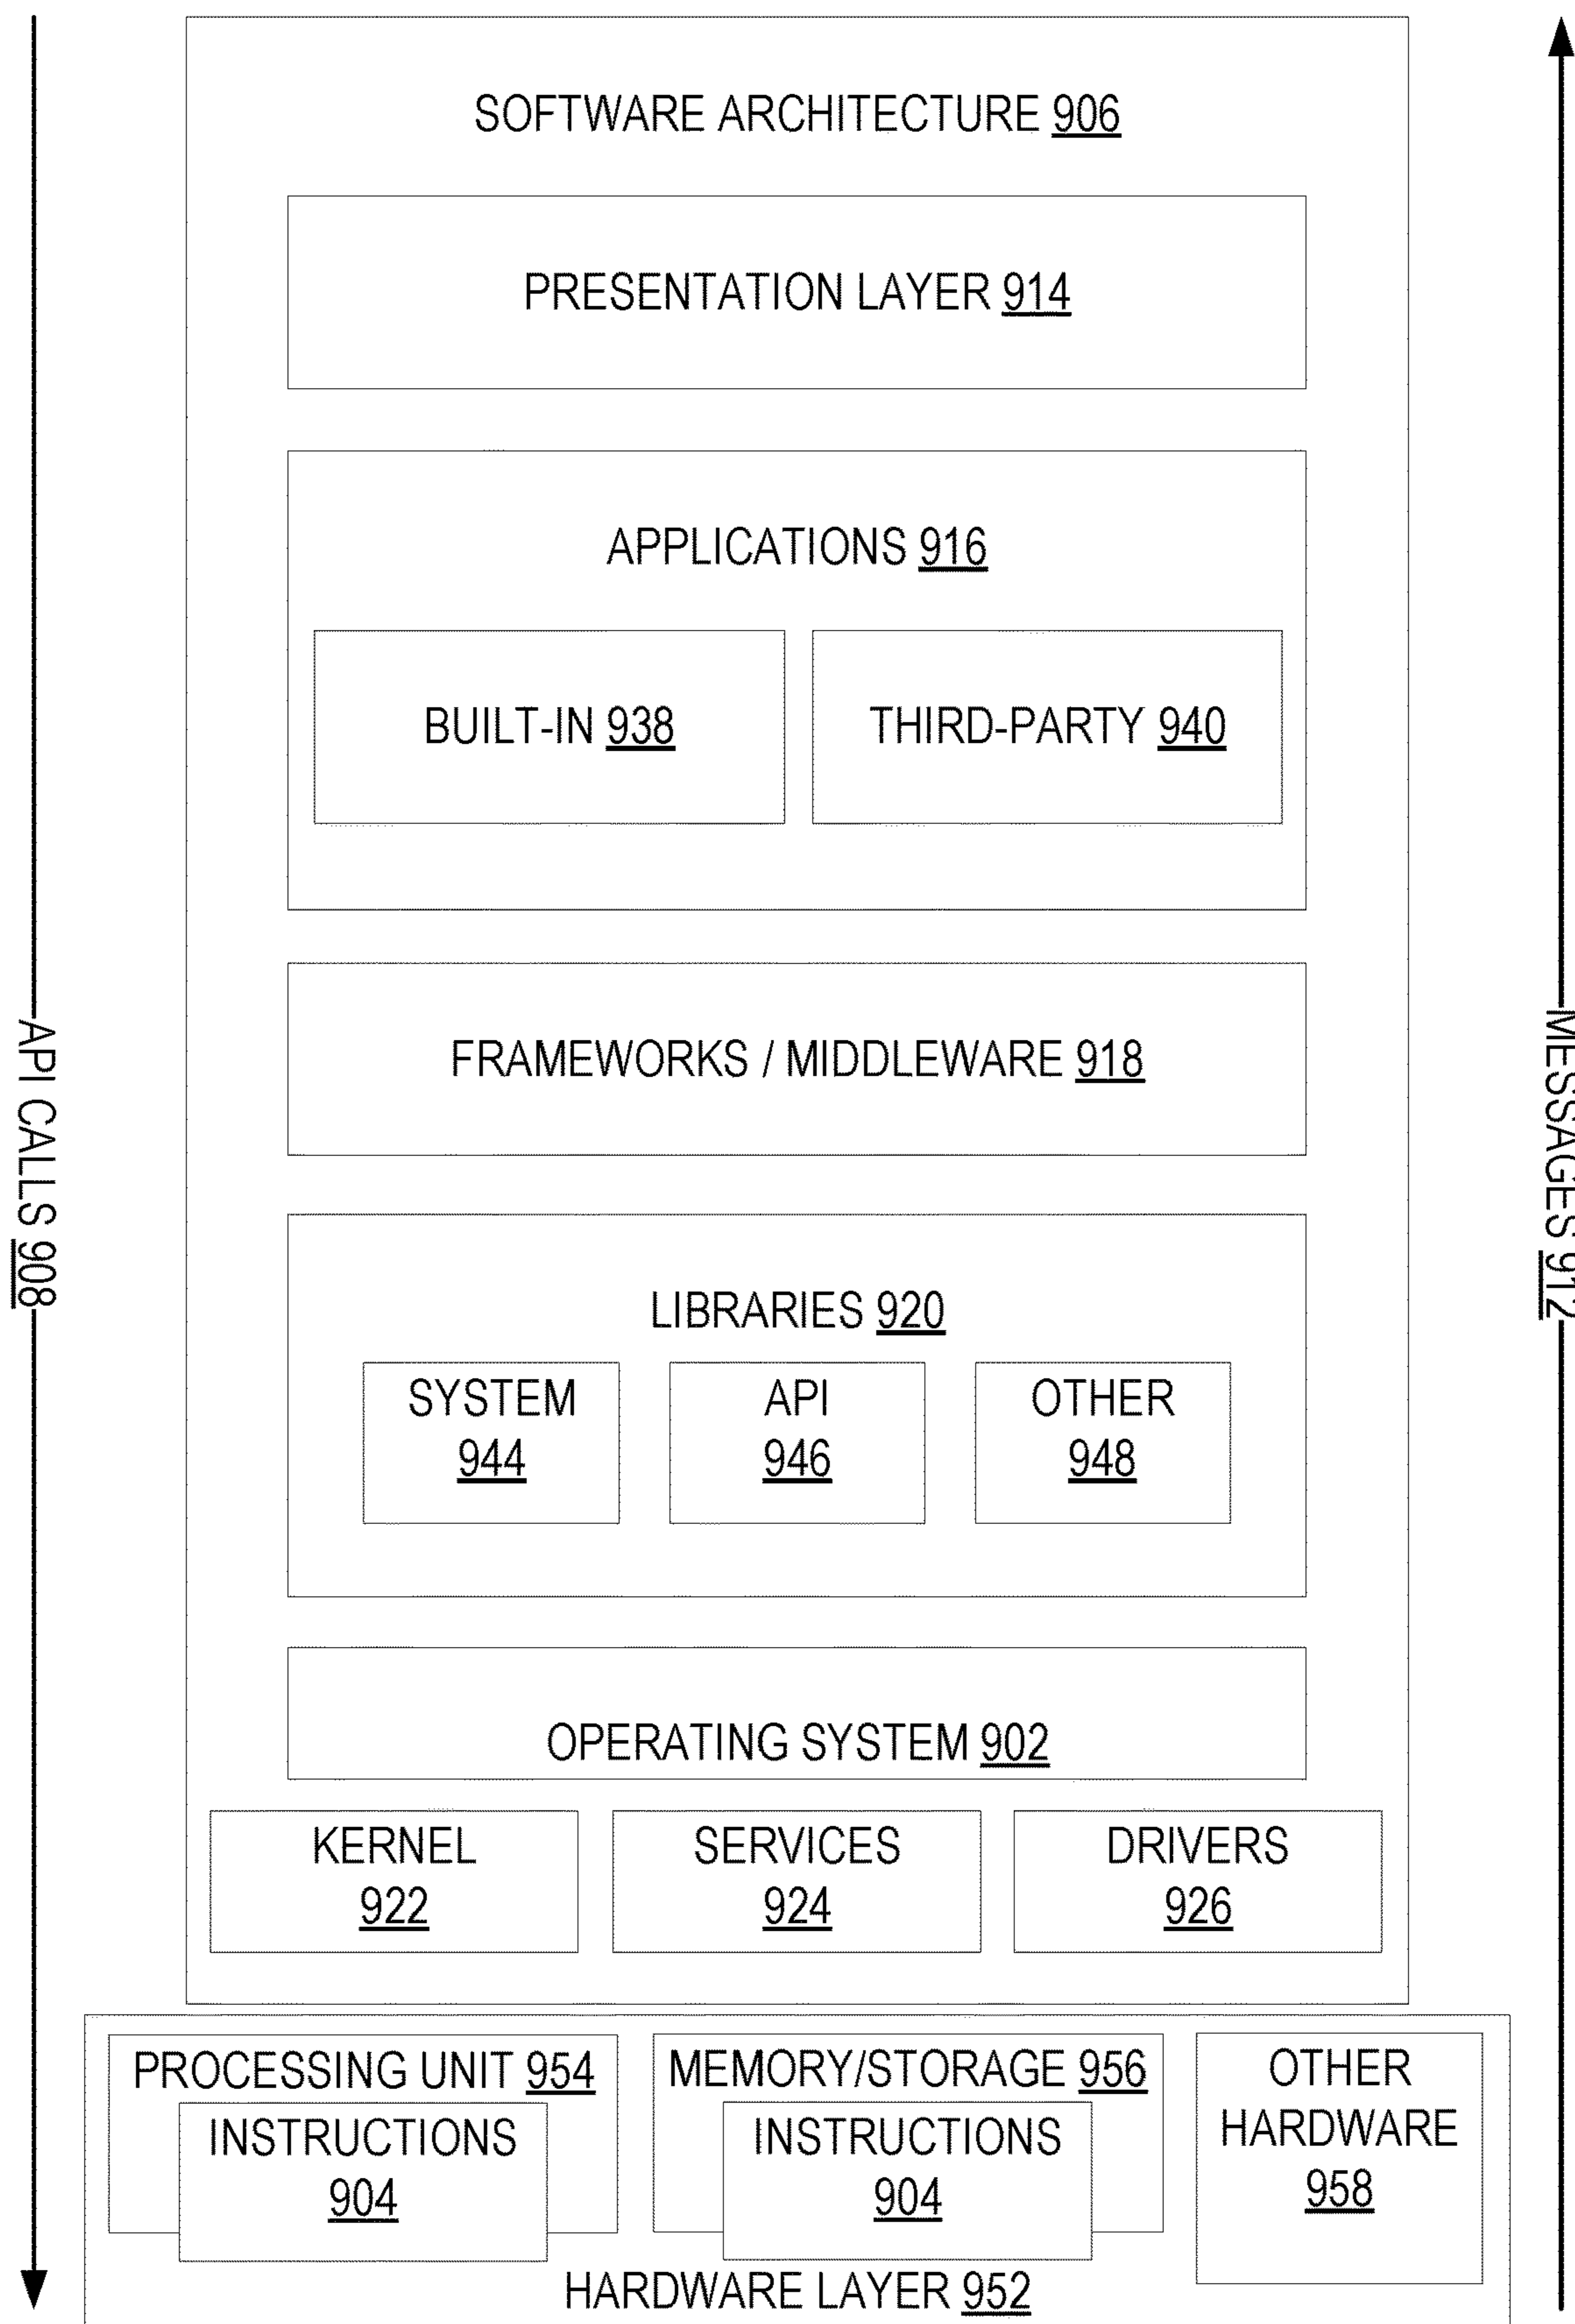 SOFTWARE ARCHITECTURE 906
PRESENTATION LAYER 914
APPLICATIONS 916
BUILT-IN 938
THIRD-PARTY 940
FRAMEWORKS / MIDDLEWARE 918
API CALLS 908
MESSAGES 912
LIBRARIES 920
SYSTEM
944
API
946
OTHER
948
OPERATING SYSTEM 902
KERNEL
922
SERVICES
924
DRIVERS
926
PROCESSING UNIT 954
INSTRUCTIONS
904
MEMORY/STORAGE 956
INSTRUCTIONS
904
OTHER
HARDWARE
958
HARDWARE LAYER 952